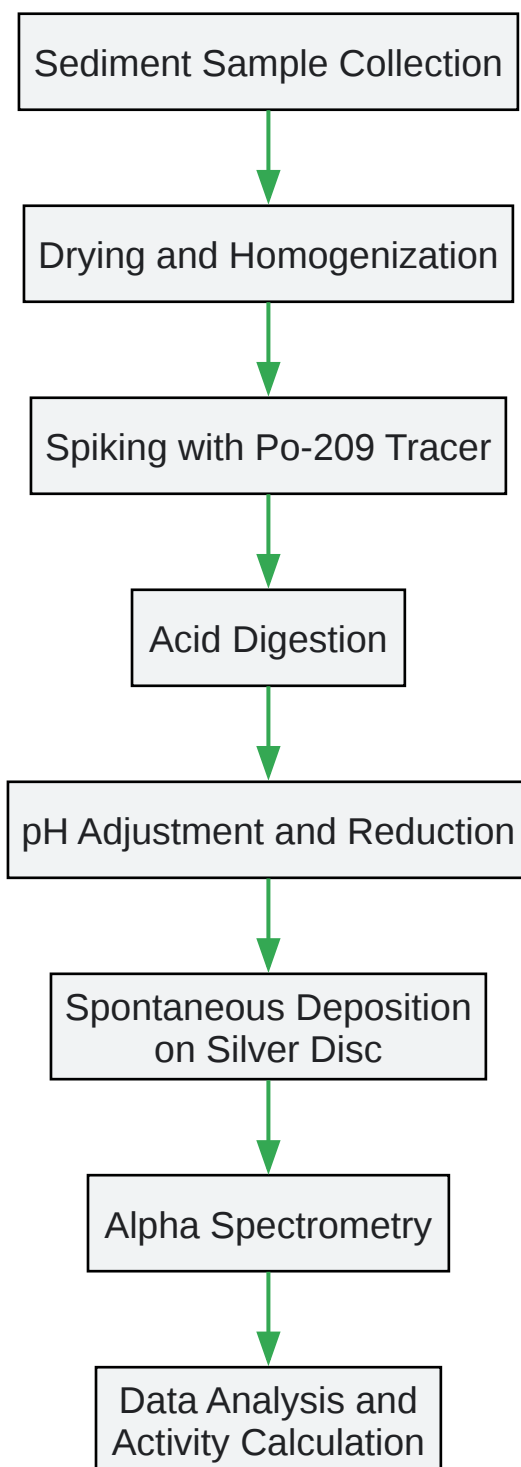 Sediment Sample Collection
Drying and Homogenization
Spiking with Po-209 Tracer
Acid Digestion
pH Adjustment and Reduction
Spontaneous Deposition
on Silver Disc
Alpha Spectrometry
Data Analysis and
Activity Calculation